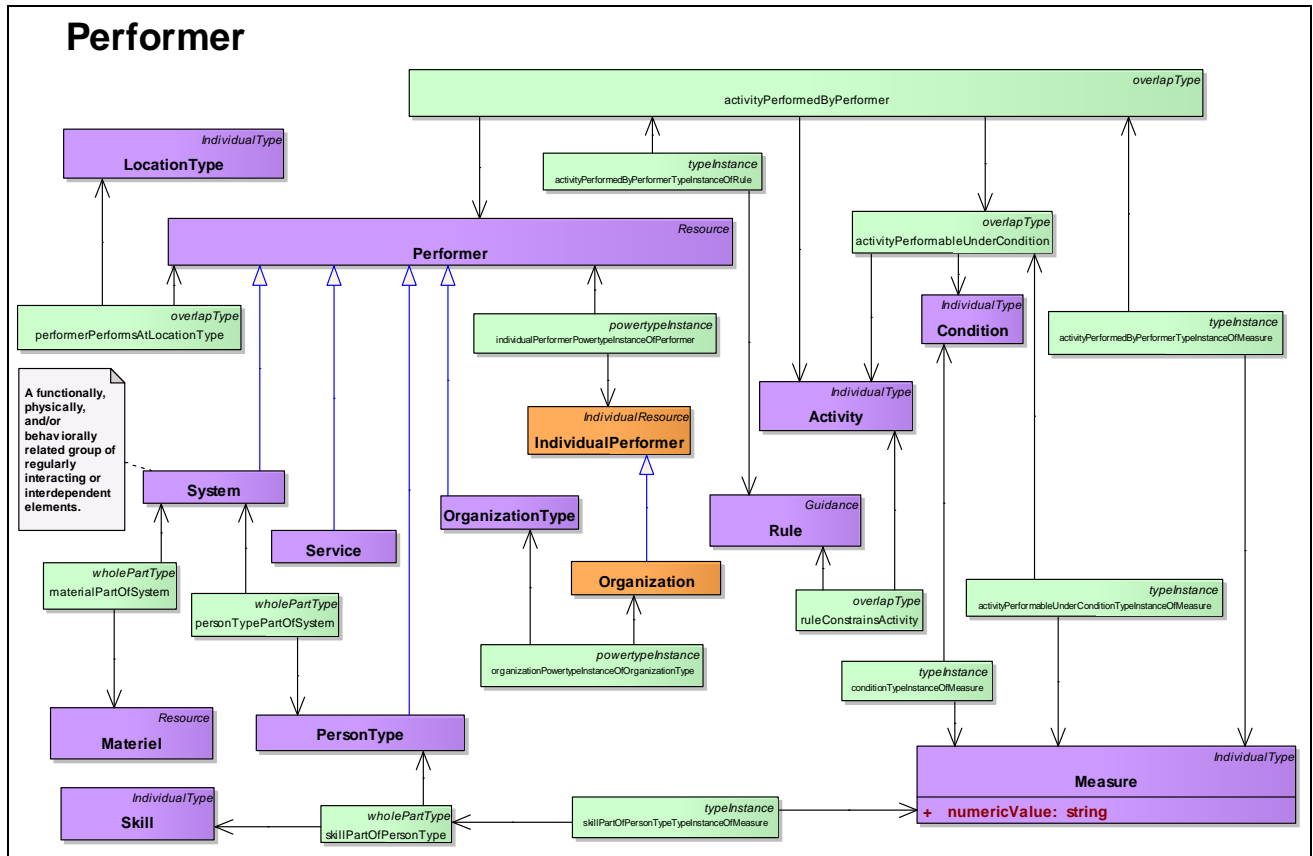 Performer
overlapType
activityPerformedByPerformer
IndividualType
LocationType
typeInstance
activityPerformedByPerformerTypeInstanceOfRule
Resource
Performer
overlapType
activityPerformableUnderCondition
overlapType
performerPerformsAtLocationType
powertypeInstance
individualPerformerPowertypeInstanceOfPerformer
IndividualType
Condition
typeInstance
activityPerformedByPerformerTypeInstanceOfMeasure
A functionally,
physically,
and/or
behaviorally
related group of
regularly
interacting or
interdependent
elements.
IndividualResource
IndividualPerformer
IndividualType
Activity
System
OrganizationType
Guidance
Rule
Service
wholePartType
materialPartOfSystem
Organization
wholePartType
personTypePartOfSystem
overlapType
ruleConstrainsActivity
typeInstance
activityPerformableUnderConditionTypeInstanceOfMeasure
powertypeInstance
organizationPowertypeInstanceOfOrganizationType
typeInstance
conditionTypeInstanceOfMeasure
Resource
Materiel
PersonType
IndividualType
Measure
+ numericValue: string
IndividualType
Skill
wholePartType
skillPartOfPersonType
typeInstance
skillPartOfPersonTypeTypeInstanceOfMeasure